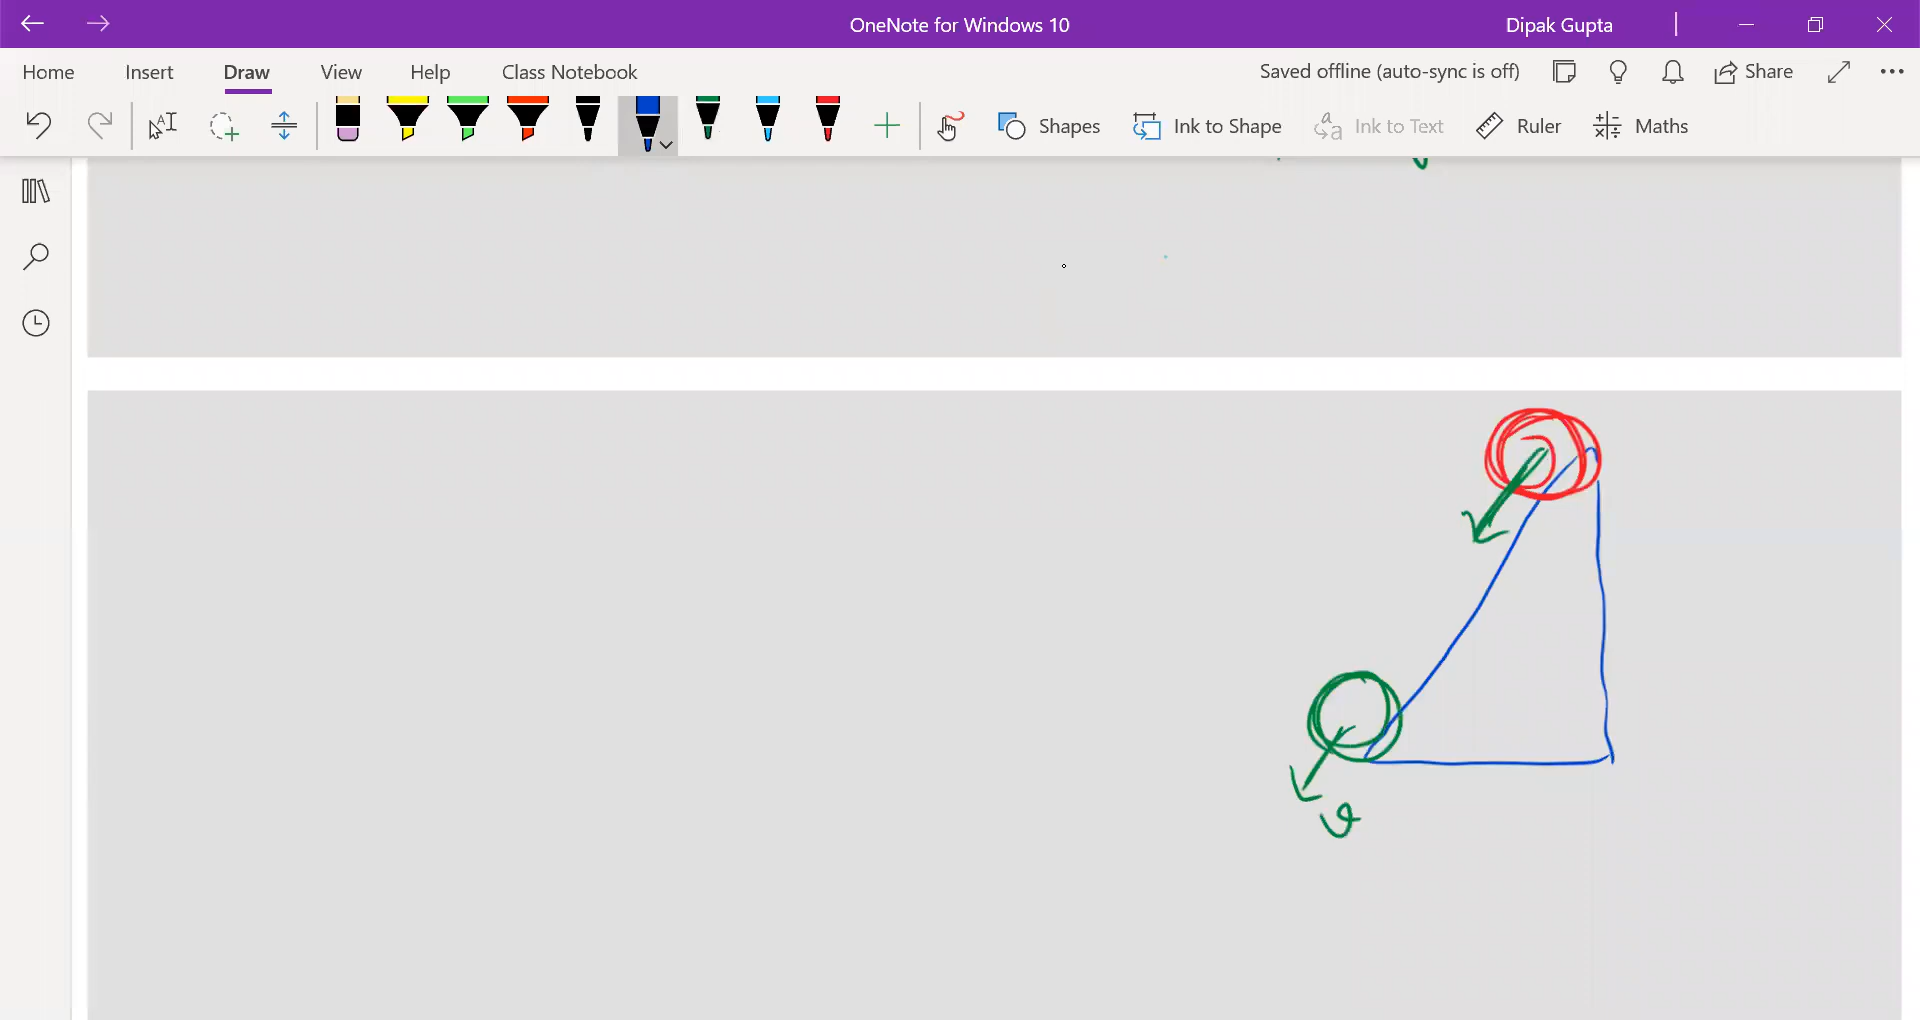 OneNote for Windows 10
Dipak Gupta
Home Insert Draw View Help Class Notebook
Saved offline (auto-sync is off)
Share
Shapes
Ink to Shape
Ink to Text
Ruler
Maths